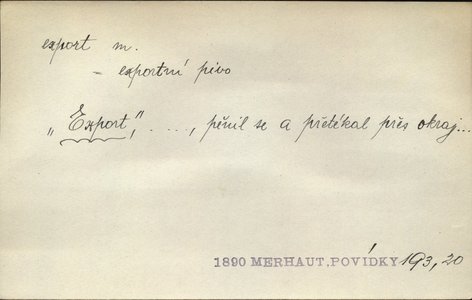 export m.
= exportní pivo
„Export," ...., pěnil se a přetékal přes okraj...
1890 MERHAUT, POVÍDKY 193, 20